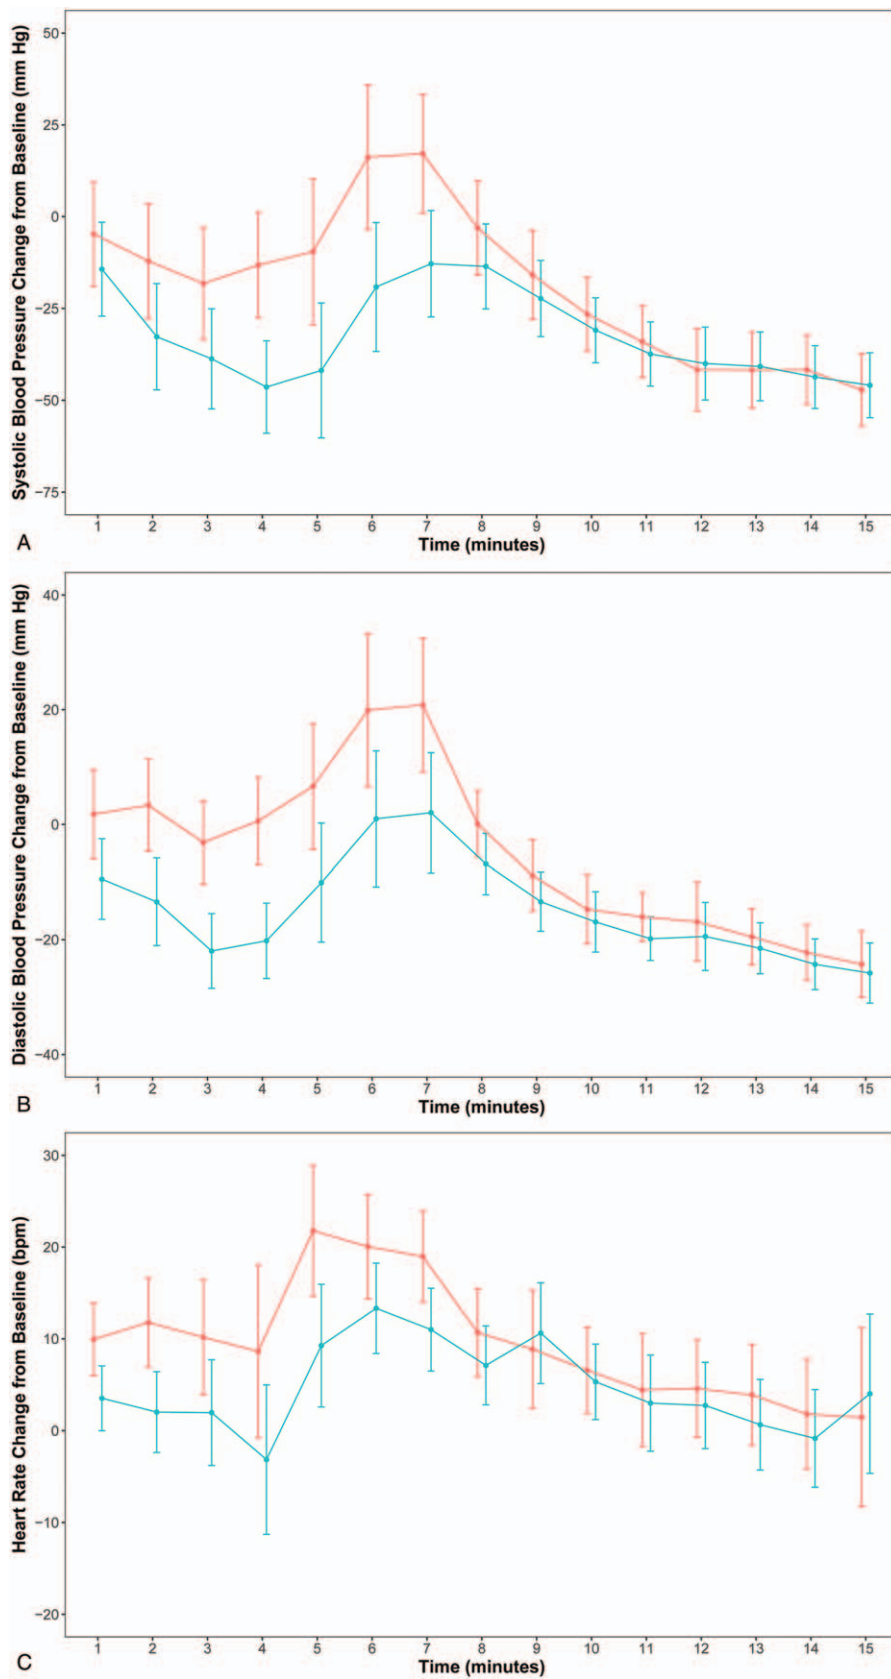 Systolic Blood Pressure Change from Baseline (mm Hg)
50
25
0
−25
−50
−75
1 2 3 4 5 6 7 8 9 10 11 12 13 14 15
Time (minutes)
A
Diastolic Blood Pressure Change from Baseline (mm Hg)
40
20
0
−20
−40
1 2 3 4 5 6 7 8 9 10 11 12 13 14 15
Time (minutes)
B
Heart Rate Change from Baseline (bpm)
30
20
10
0
−10
−20
1 2 3 4 5 6 7 8 9 10 11 12 13 14 15
Time (minutes)
C